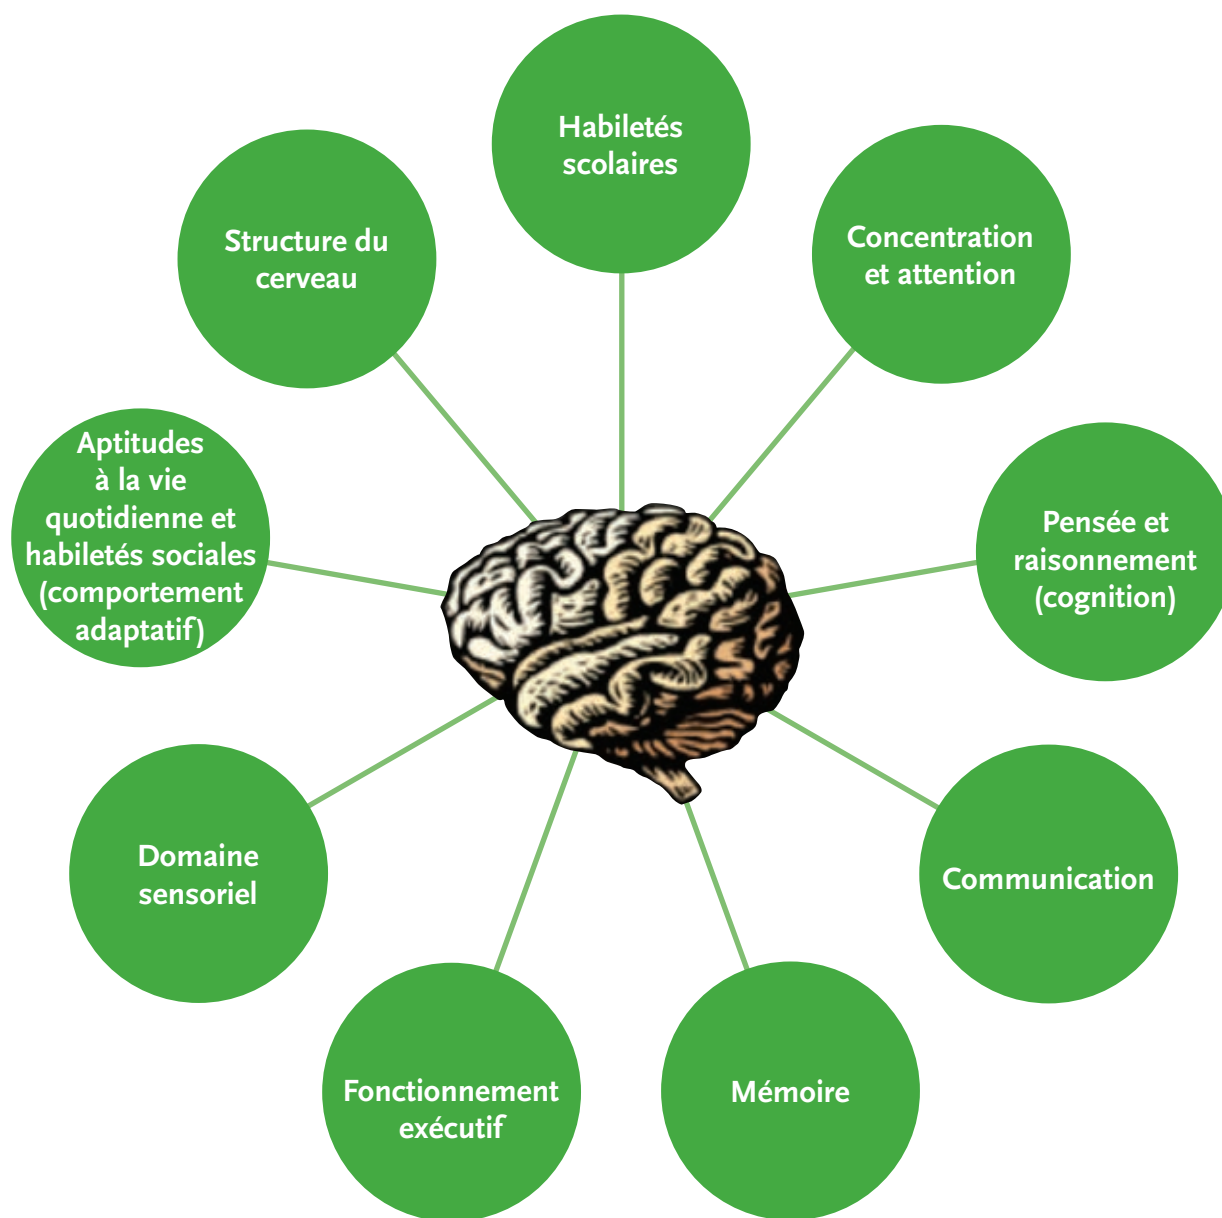 Habiletés
scolaires
Concentration
et attention
Pensée et
raisonnement
(cognition)
Communication
Mémoire
Fonctionnement
exécutif
Domaine
sensoriel
Aptitudes
à la vie
quotidienne et
habiletés sociales
(comportement
adaptatif)
Structure du
cerveau